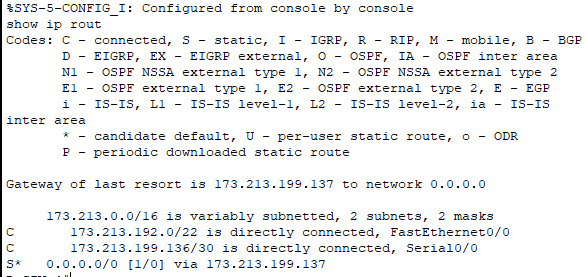 %SYS-5-CONFIG_I: Configured from console by console
show ip rout
Codes: C - connected, S - static, I - IGRP, R - RIP, M - mobile, B - BGP
       D - EIGRP, EX - EIGRP external, O - OSPF, IA - OSPF inter area
       N1 - OSPF NSSA external type 1, N2 - OSPF NSSA external type 2
       E1 - OSPF external type 1, E2 - OSPF external type 2, E - EGP
       i - IS-IS, L1 - IS-IS level-1, L2 - IS-IS level-2, ia - IS-IS
inter area
       * - candidate default, U - per-user static route, o - ODR
       P - periodic downloaded static route

Gateway of last resort is 173.213.199.137 to network 0.0.0.0

     173.213.0.0/16 is variably subnetted, 2 subnets, 2 masks
C       173.213.192.0/22 is directly connected, FastEthernet0/0
C       173.213.199.136/30 is directly connected, Serial0/0
S*   0.0.0.0/0 [1/0] via 173.213.199.137